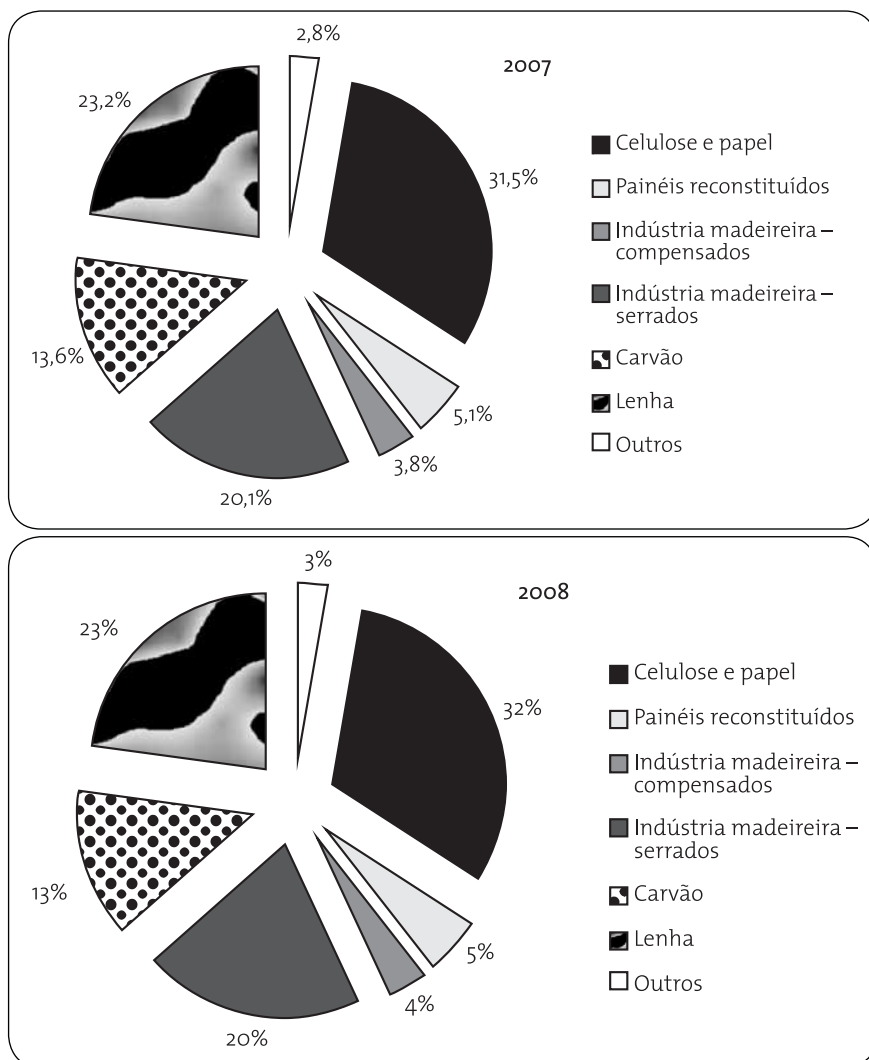 2,8%
2007
23,2%
31,5%
Celulose e papel
Painéis reconstituídos
Indústria madeireira –
compensados
Indústria madeireira –
serrados
Carvão
Lenha
Outros
13,6%
5,1%
3,8%
20,1%
3%
2008
23%
32%
Celulose e papel
Painéis reconstituídos
Indústria madeireira –
compensados
Indústria madeireira –
serrados
Carvão
Lenha
Outros
13%
5%
4%
20%